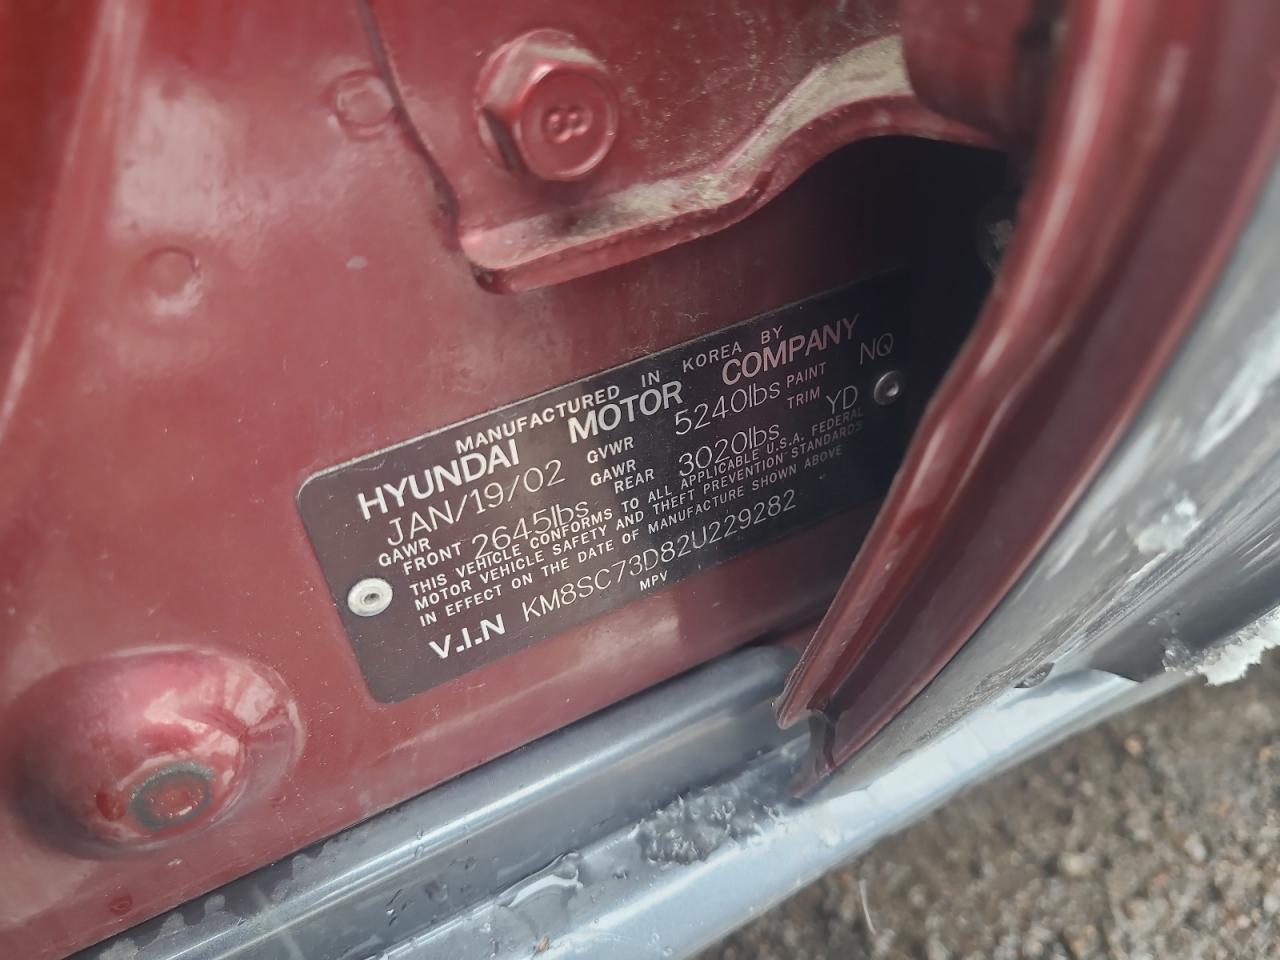 MANUFACTURED IN KOREA BY
HYUNDAI MOTOR COMPANY
JAN/19/02 GVWR 5240lbs PAINT NQ
GAWR FRONT 2645lbs GAWR REAR 3020lbs TRIM YD
THIS VEHICLE CONFORMS TO ALL APPLICABLE U.S.A. FEDERAL
MOTOR VEHICLE SAFETY AND THEFT PREVENTION STANDARDS
IN EFFECT ON THE DATE OF MANUFACTURE SHOWN ABOVE
V.I.N KM8SC73D82U229282
MPV